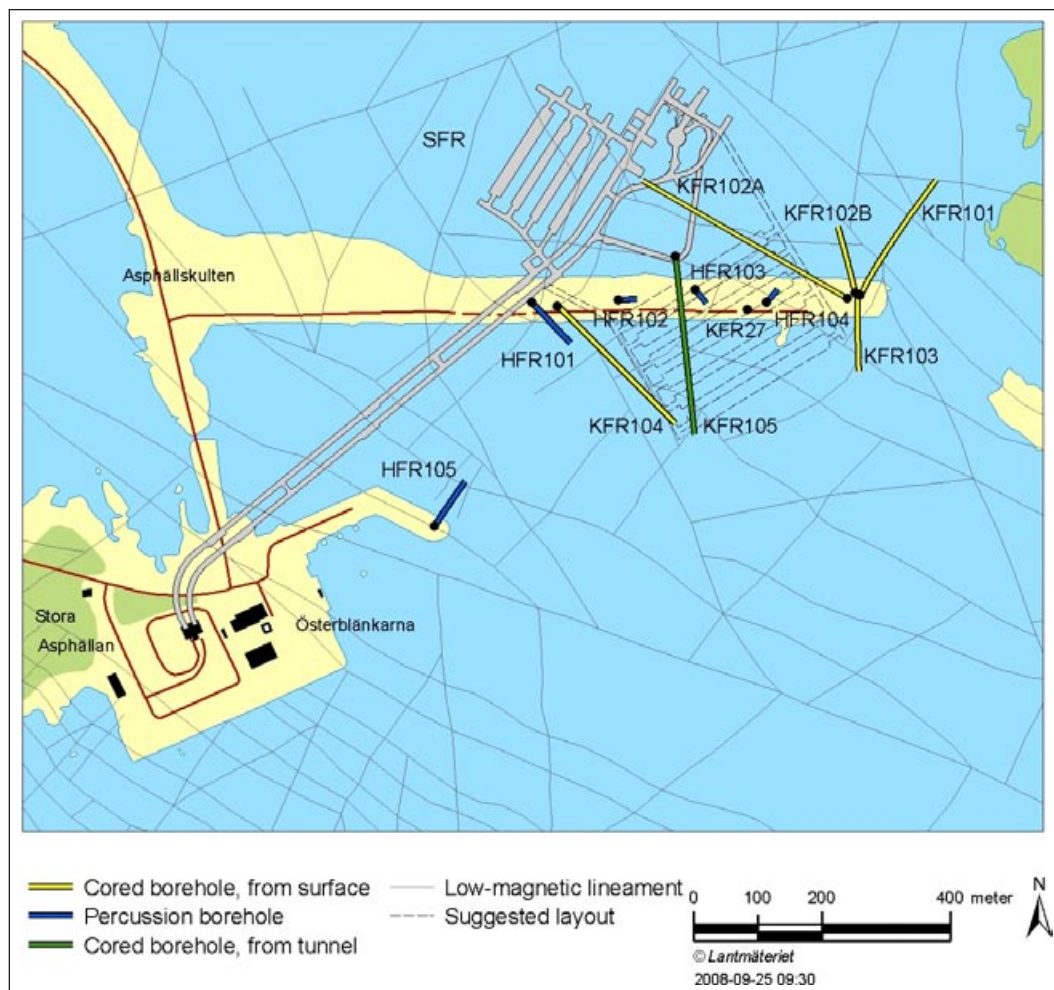 SFR
KFR102A
KFR102B
KFR101
Asphällskulten
HFR103
HFR102
KFR27
HFR104
HFR101
KFR103
KFR104
KFR105
HFR105
Stora
Asphällan
Österblänkarna
Cored borehole, from surface
Percussion borehole
Cored borehole, from tunnel
Low-magnetic lineament
Suggested layout
0 100 200 400 meter
N
© Lantmäteriet
2008-09-25 09:30